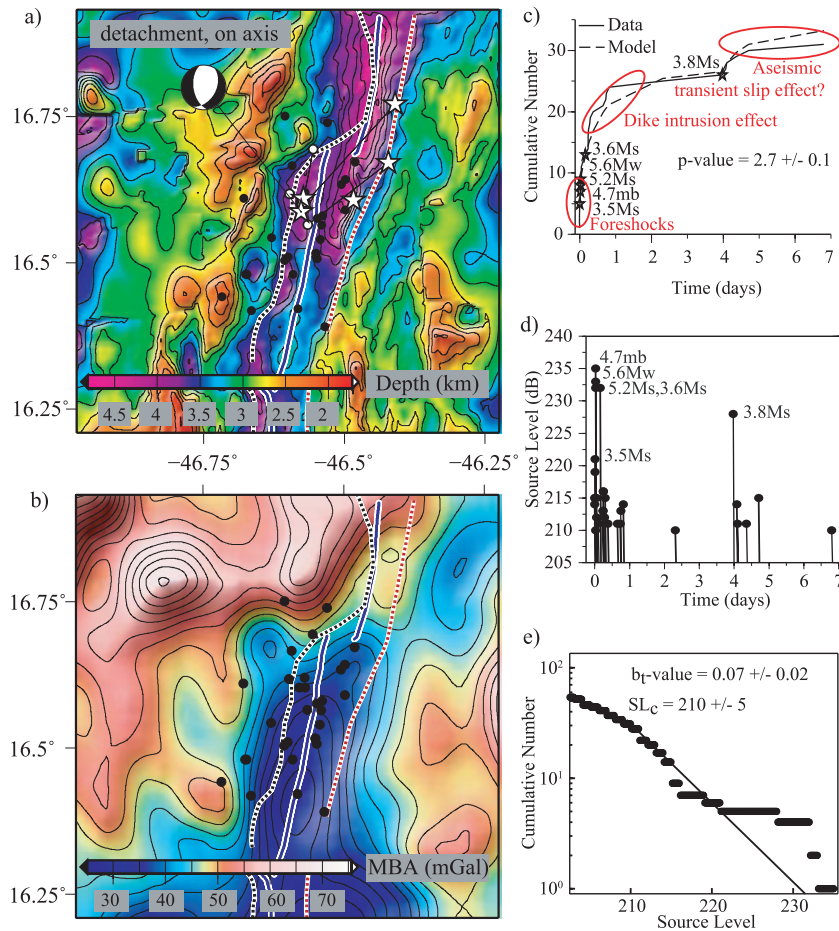 a)
detachment, on axis
16.75°
16.5°
16.25°
Depth (km)
4.5 4 3.5 3 2.5 2
−46.75° −46.5° −46.25°
b)
16.75°
16.5°
16.25°
MBA (mGal)
30 40 50 60 70
c)
Data
Model
3.8Ms
Aseismic
transient slip effect?
Dike intrusion effect
3.6Ms
5.6Mw
5.2Ms
4.7mb
3.5Ms
Foreshocks
p-value = 2.7 +/- 0.1
Cumulative Number
30
20
10
0
0 1 2 3 4 5 6 7
Time (days)
d)
Source Level (dB)
240
235
230
225
220
215
210
205
4.7mb
5.6Mw
5.2Ms,3.6Ms
3.8Ms
3.5Ms
0 1 2 3 4 5 6 7
Time (days)
e)
bt-value = 0.07 +/- 0.02
SLc = 210 +/- 5
Cumulative Number
10²
10¹
10⁰
210 220 230
Source Level